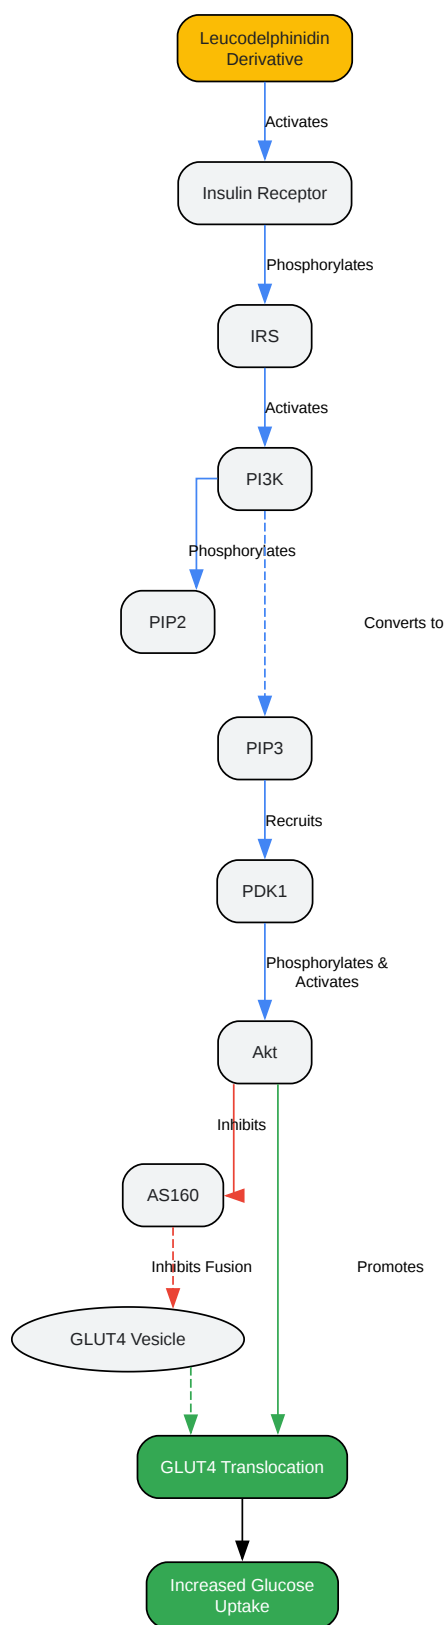 Leucodelphinidin
Derivative
Activates
Insulin Receptor
Phosphorylates
IRS
Activates
PI3K
Phosphorylates
PIP2
Converts to
PIP3
Recruits
PDK1
Phosphorylates &
Activates
Akt
Inhibits
AS160
Inhibits Fusion
Promotes
GLUT4 Vesicle
GLUT4 Translocation
Increased Glucose
Uptake